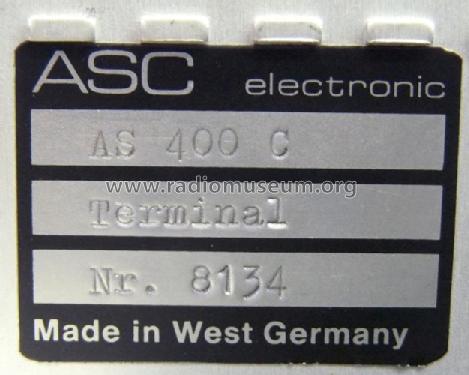 ASC electronic
AS 400 C
www.radiomuseum.org
Terminal
Nr. 8134
Made in West Germany